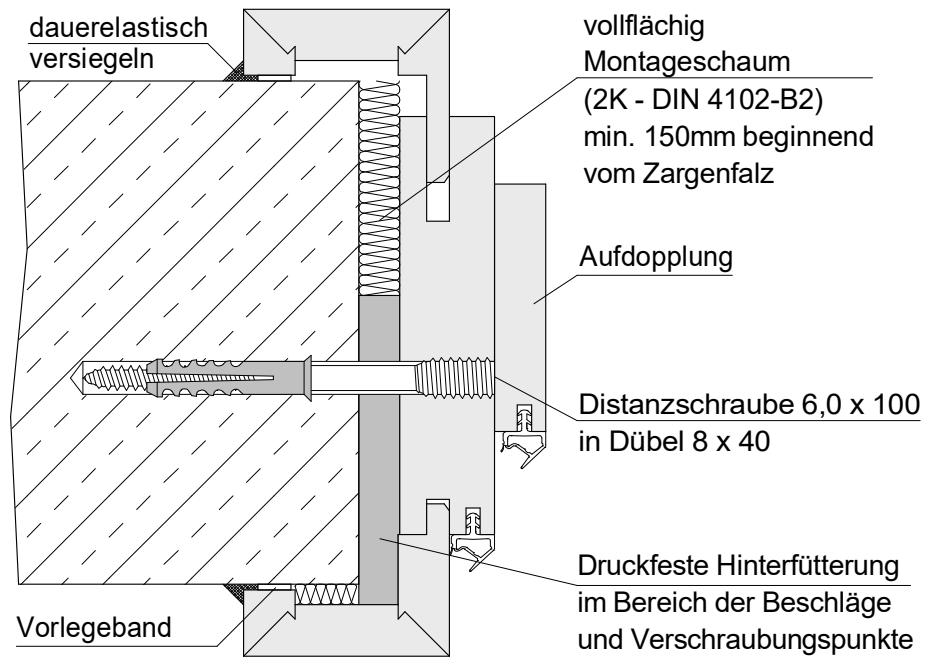 dauerelastisch
versiegeln
vollflächig
Montageschaum
(2K - DIN 4102-B2)
min. 150mm beginnend
vom Zargenfalz
Aufdopplung
Distanzschraube 6,0 x 100
in Dübel 8 x 40
Druckfeste Hinterfütterung
im Bereich der Beschläge
und Verschraubungspunkte
Vorlegeband